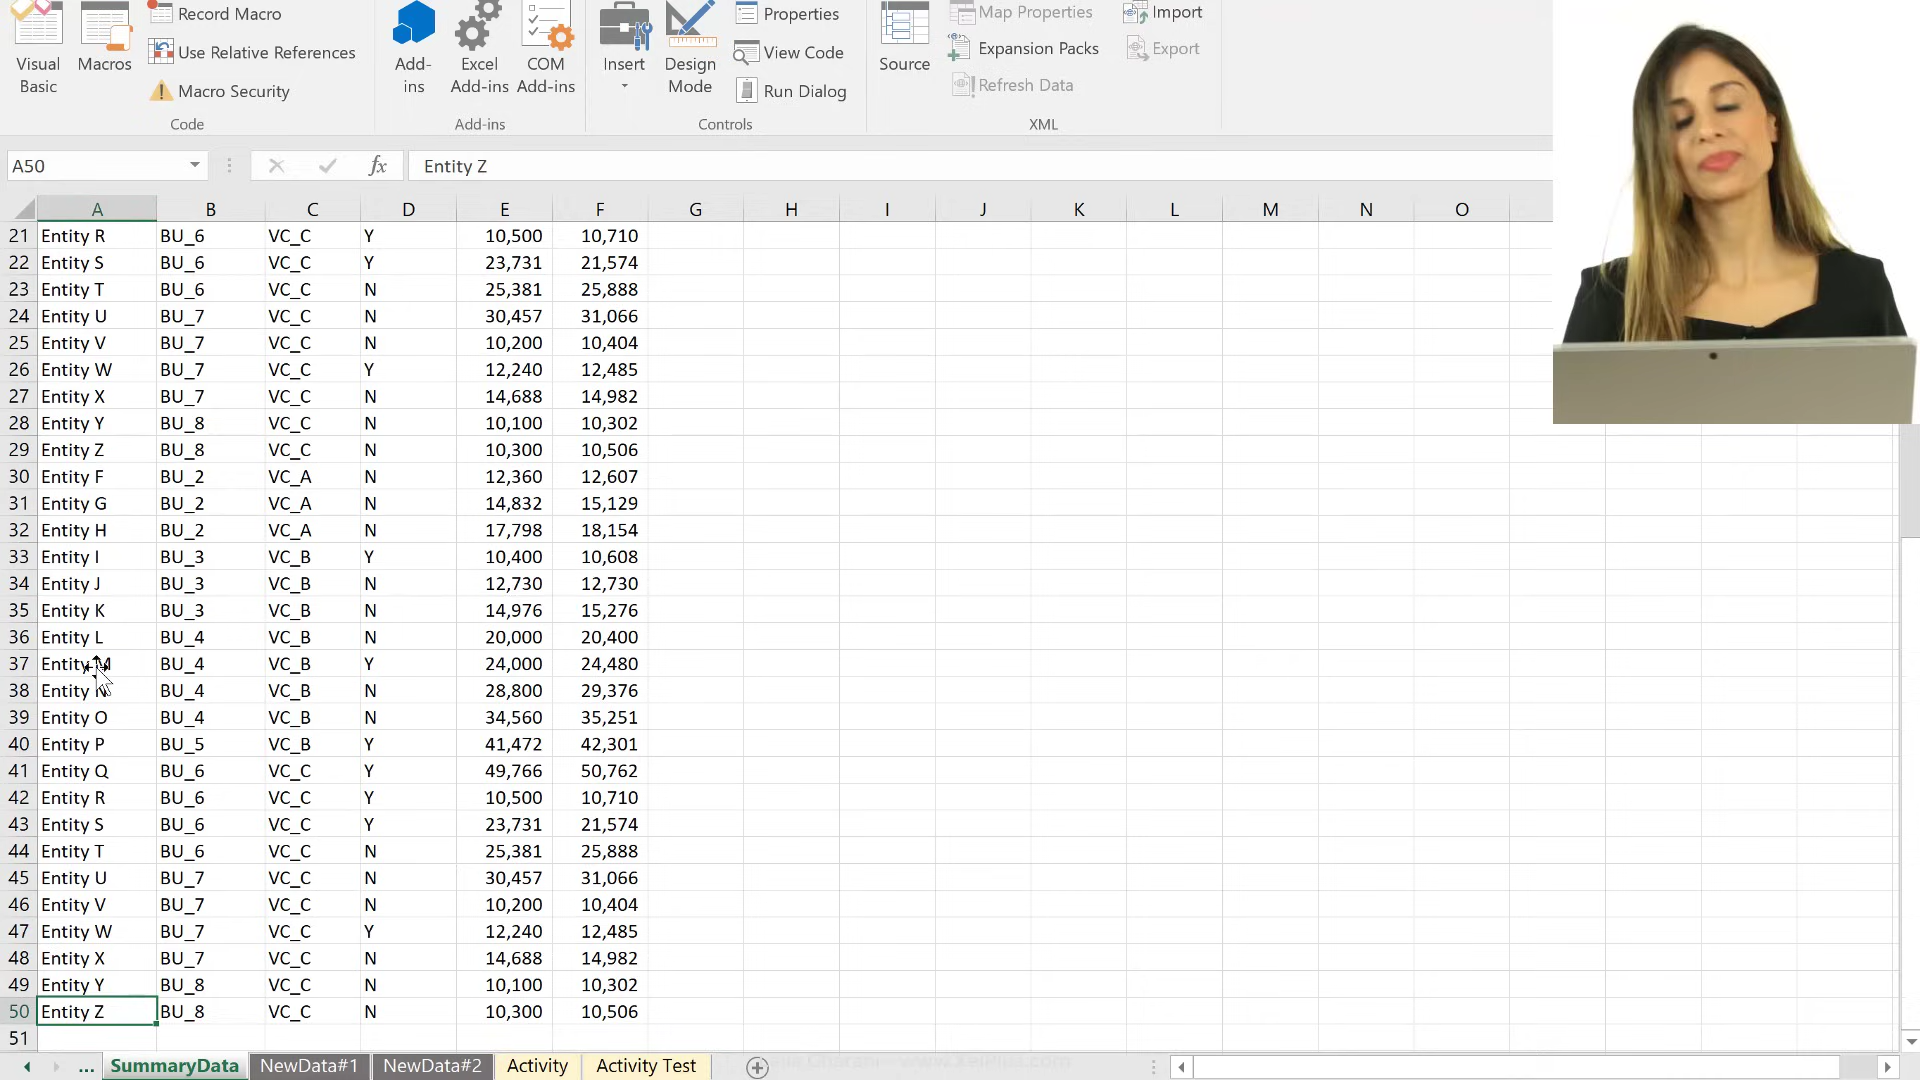 Visual Basic
Macros
Record Macro
Use Relative References
Macro Security
Code
Add-ins
Excel Add-ins
COM Add-ins
Add-ins
Insert
Design Mode
Properties
View Code
Run Dialog
Controls
Source
Map Properties
Expansion Packs
Refresh Data
Import
Export
XML
A50 fx Entity Z
A B C D E F G H I J K L M N O
21 Entity R BU_6 VC_C Y 10,500 10,710
22 Entity S BU_6 VC_C Y 23,731 21,574
23 Entity T BU_6 VC_C N 25,381 25,888
24 Entity U BU_7 VC_C N 30,457 31,066
25 Entity V BU_7 VC_C N 10,200 10,404
26 Entity W BU_7 VC_C Y 12,240 12,485
27 Entity X BU_7 VC_C N 14,688 14,982
28 Entity Y BU_8 VC_C N 10,100 10,302
29 Entity Z BU_8 VC_C N 10,300 10,506
30 Entity F BU_2 VC_A N 12,360 12,607
31 Entity G BU_2 VC_A N 14,832 15,129
32 Entity H BU_2 VC_A N 17,798 18,154
33 Entity I BU_3 VC_B Y 10,400 10,608
34 Entity J BU_3 VC_B N 12,730 12,730
35 Entity K BU_3 VC_B N 14,976 15,276
36 Entity L BU_4 VC_B N 20,000 20,400
37 Entity M BU_4 VC_B Y 24,000 24,480
38 Entity N BU_4 VC_B N 28,800 29,376
39 Entity O BU_4 VC_B N 34,560 35,251
40 Entity P BU_5 VC_B Y 41,472 42,301
41 Entity Q BU_6 VC_C Y 49,766 50,762
42 Entity R BU_6 VC_C Y 10,500 10,710
43 Entity S BU_6 VC_C Y 23,731 21,574
44 Entity T BU_6 VC_C N 25,381 25,888
45 Entity U BU_7 VC_C N 30,457 31,066
46 Entity V BU_7 VC_C N 10,200 10,404
47 Entity W BU_7 VC_C Y 12,240 12,485
48 Entity X BU_7 VC_C N 14,688 14,982
49 Entity Y BU_8 VC_C N 10,100 10,302
50 Entity Z BU_8 VC_C N 10,300 10,506
51
... SummaryData NewData#1 NewData#2 Activity Activity Test